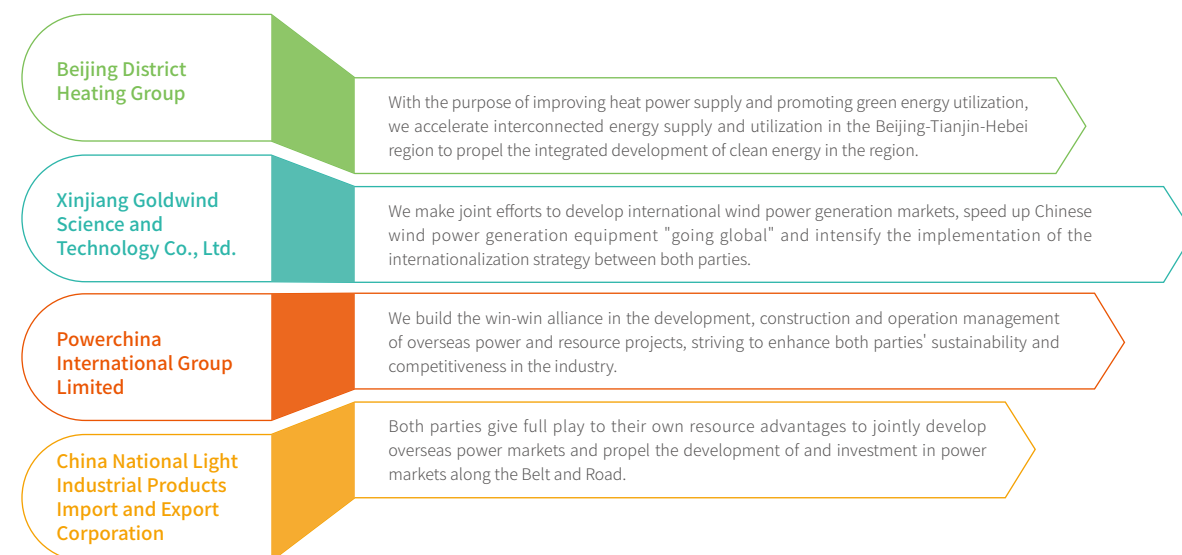 Beijing District
Heating Group
With the purpose of improving heat power supply and promoting green energy utilization,
we accelerate interconnected energy supply and utilization in the Beijing-Tianjin-Hebei
region to propel the integrated development of clean energy in the region.
Xinjiang Goldwind
Science and
Technology Co., Ltd.
We make joint efforts to develop international wind power generation markets, speed up Chinese
wind power generation equipment "going global" and intensify the implementation of the
internationalization strategy between both parties.
Powerchina
International Group
Limited
We build the win-win alliance in the development, construction and operation management
of overseas power and resource projects, striving to enhance both parties' sustainability and
competitiveness in the industry.
China National Light
Industrial Products
Import and Export
Corporation
Both parties give full play to their own resource advantages to jointly develop
overseas power markets and propel the development of and investment in power
markets along the Belt and Road.